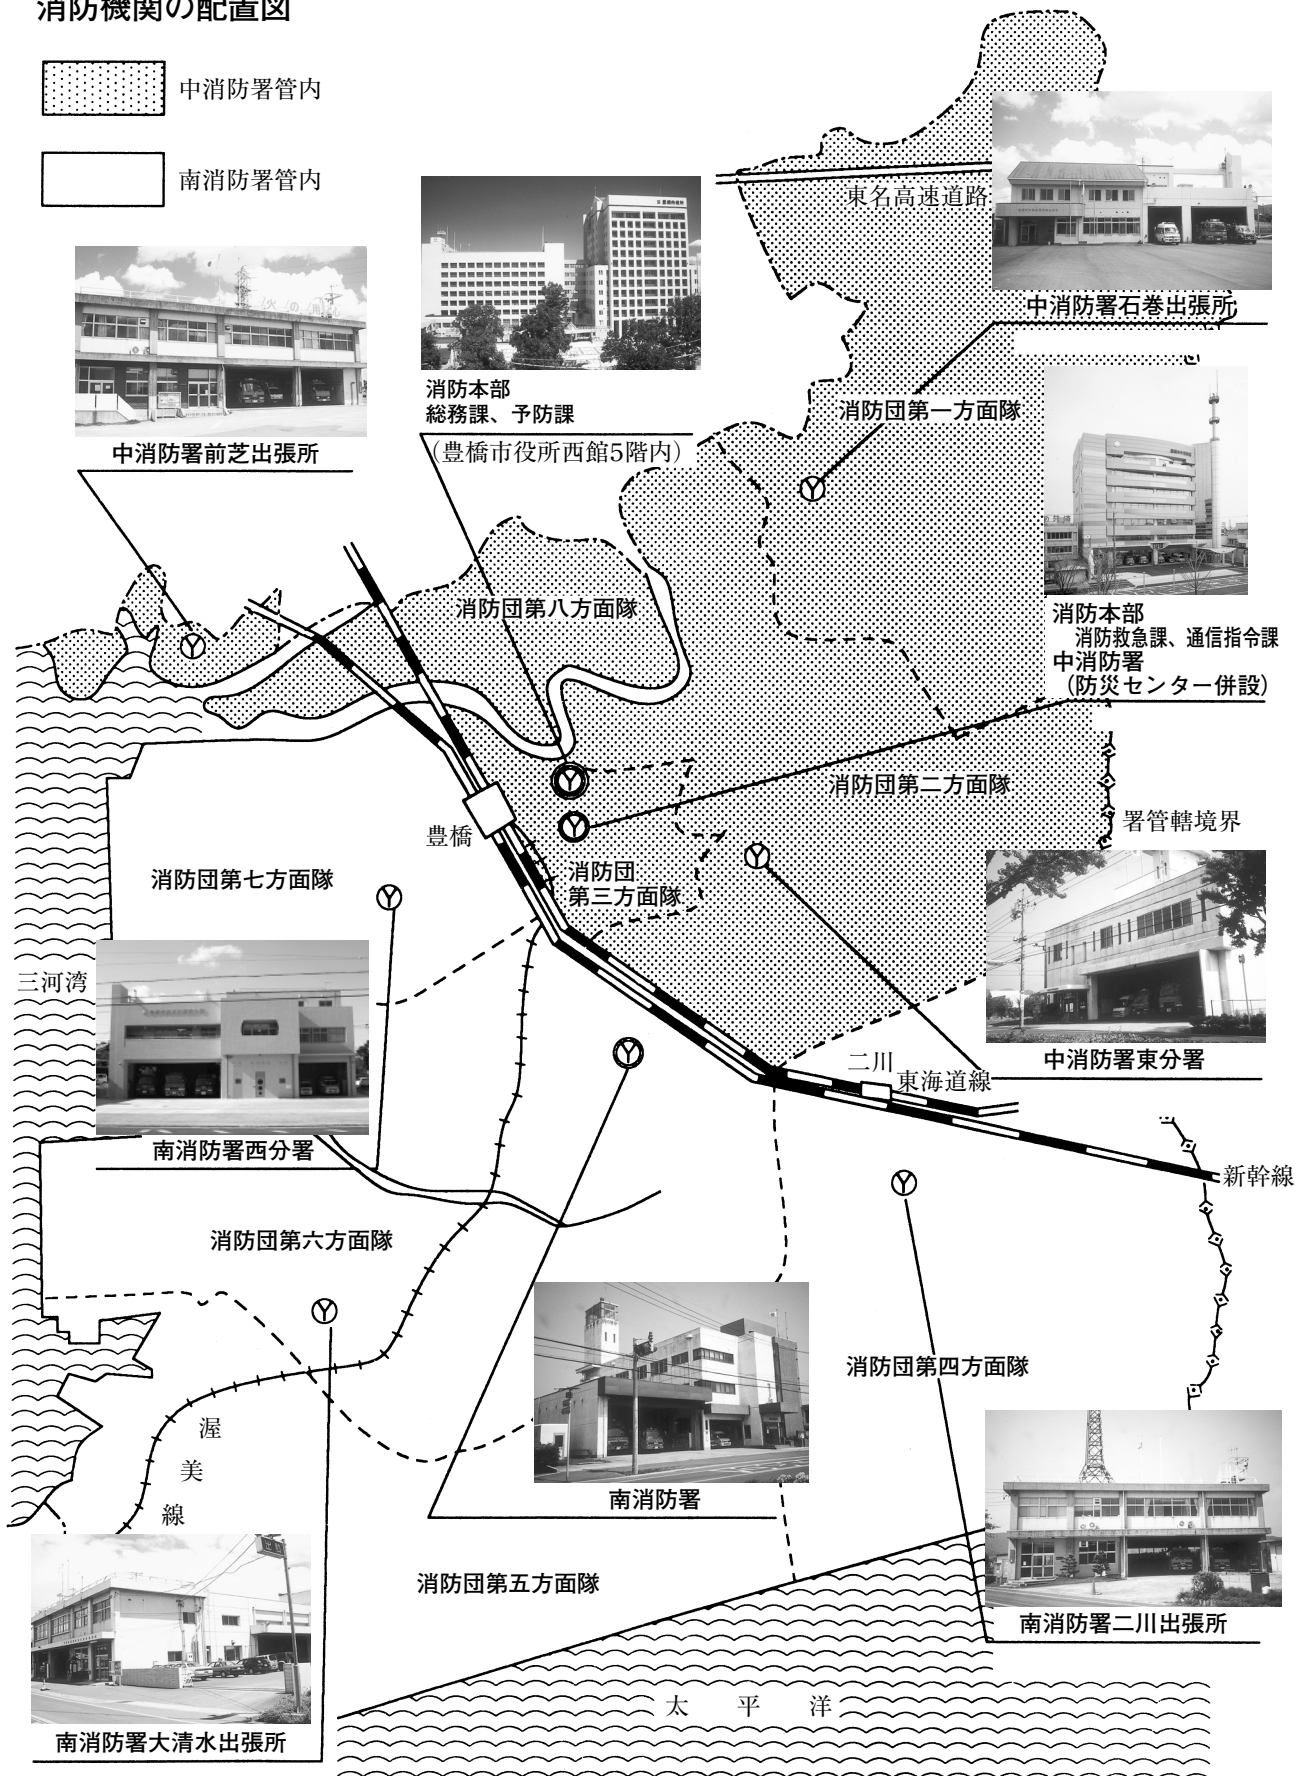 消防機関の配置図
中消防署管内
南消防署管内
東名高速道路
中消防署石巻出張所
消防本部
総務課、予防課
(豊橋市役所西館5階内)
中消防署前芝出張所
消防団第一方面隊
消防団第八方面隊
消防本部
消防救急課、通信指令課
中消防署
(防災センター併設)
消防団第二方面隊
署管轄境界
豊橋
消防団
第三方面隊
消防団第七方面隊
三河湾
中消防署東分署
二川
東海道線
南消防署西分署
新幹線
消防団第六方面隊
消防団第四方面隊
渥
美
線
南消防署
消防団第五方面隊
南消防署二川出張所
太平洋
南消防署大清水出張所